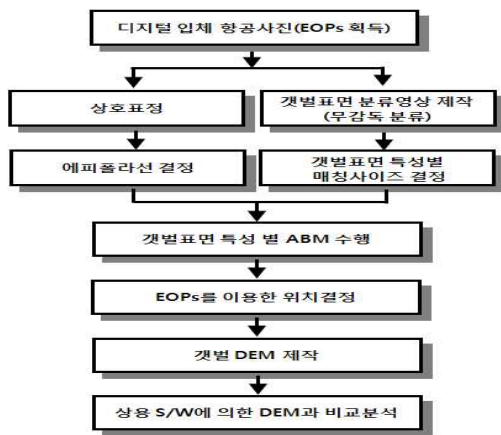 디지털 입체 항공사진(EOPs 획득)
상호표정
갯벌표면 분류영상 제작
(무감독 분류)
에피폴라선 결정
갯벌표면 특성별
매칭사이즈 결정
갯벌표면 특성 별 ABM 수행
EOPs를 이용한 위치결정
갯벌 DEM 제작
상용 S/W에 의한 DEM과 비교분석